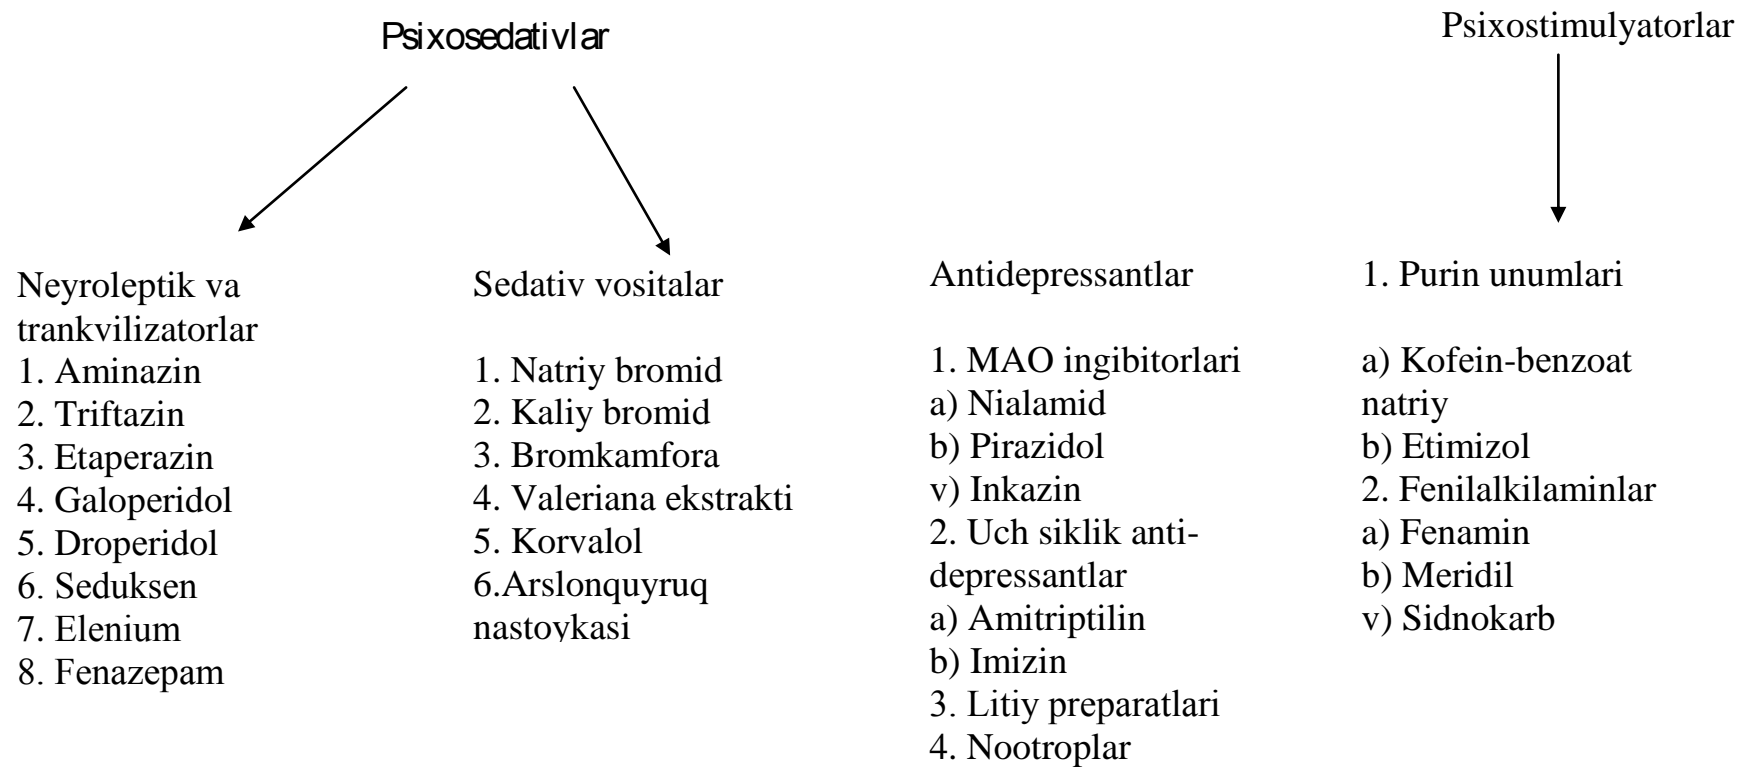 Psixosedativlar
Psixostimulyatorlar
Neyroleptik va
trankvilizatorlar
1. Aminazin
2. Triftazin
3. Etaperazin
4. Galoperidol
5. Droperidol
6. Seduksen
7. Elenium
8. Fenazepam
Sedativ vositalar
1. Natriy bromid
2. Kaliy bromid
3. Bromkamfora
4. Valeriana ekstrakti
5. Korvalol
6.Arslonquyruq
nastoykasi
Antidepressantlar
1. MAO ingibitorlari
a) Nialamid
b) Pirazidol
v) Inkazin
2. Uch siklik anti-
depressantlar
a) Amitriptilin
b) Imizin
3. Litiy preparatlari
4. Nootroplar
1. Purin unumlari
a) Kofein-benzoat
natriy
b) Etimizol
2. Fenilalkilaminlar
a) Fenamin
b) Meridil
v) Sidnokarb